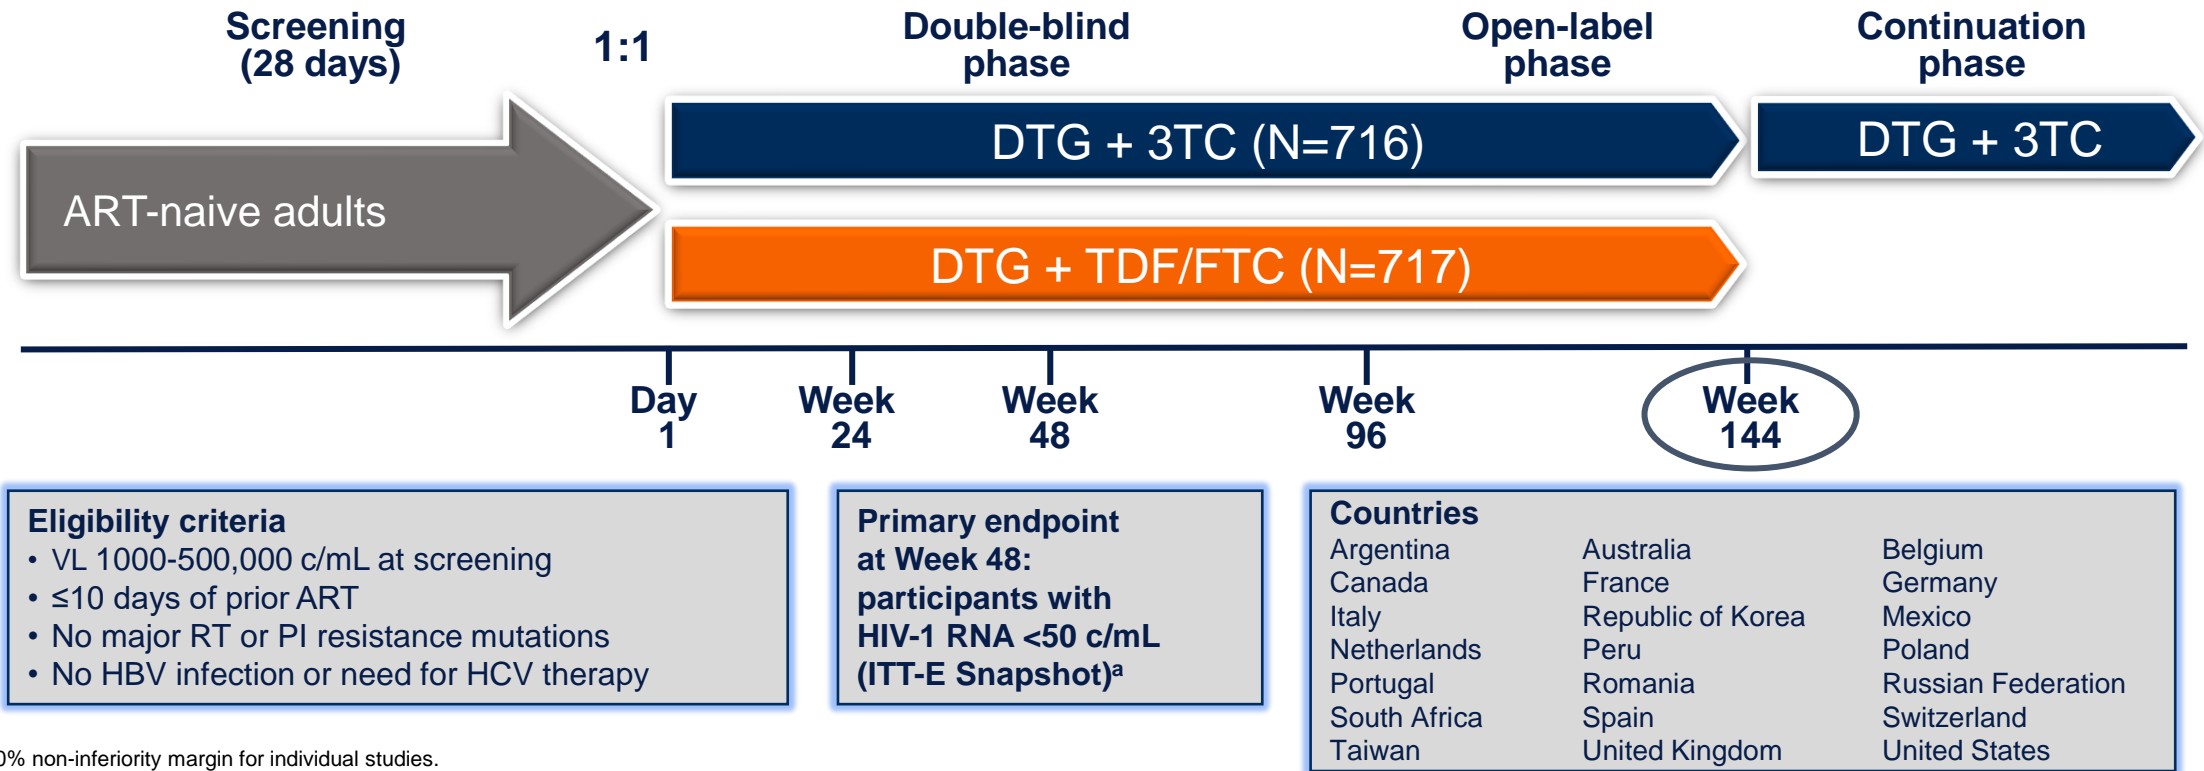 Screening
(28 days)
1:1
Double-blind
phase
Open-label
phase
Continuation
phase
ART-naive adults
DTG + 3TC (N=716)
DTG + 3TC
DTG + TDF/FTC (N=717)
Day
1
Week
24
Week
48
Week
96
Week
144
Eligibility criteria
• VL 1000-500,000 c/mL at screening
• ≤10 days of prior ART
• No major RT or PI resistance mutations
• No HBV infection or need for HCV therapy
Primary endpoint
at Week 48:
participants with
HIV-1 RNA <50 c/mL
(ITT-E Snapshot)ᵃ
Countries
Argentina Australia Belgium
Canada France Germany
Italy Republic of Korea Mexico
Netherlands Peru Poland
Portugal Romania Russian Federation
South Africa Spain Switzerland
Taiwan United Kingdom United States
0% non-inferiority margin for individual studies.